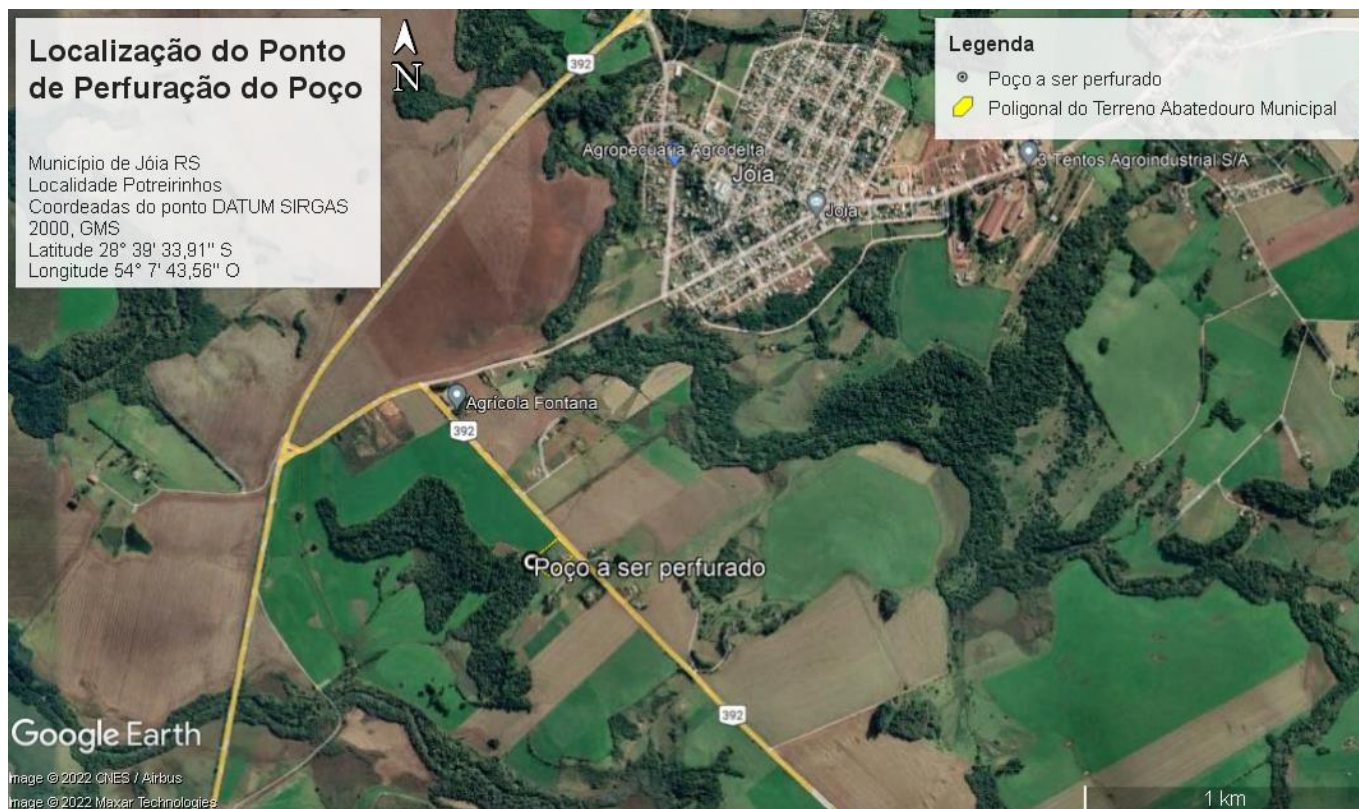 Localização do Ponto
de Perfuração do Poço
Município de Jóia RS
Localidade Potreirinhos
Coordeadas do ponto DATUM SIRGAS
2000, GMS
Latitude 28° 39' 33,91" S
Longitude 54° 7' 43,56" O
N
392
Legenda
Poço a ser perfurado
Poligonal do Terreno Abatedouro Municipal
Agropecuária Agrodelta
Jóia
3 Tentos Agroindustrial S/A
Joia
Agrícola Fontana
392
Poço a ser perfurado
392
Google Earth
Image © 2022 CNES / Airbus
Image © 2022 Maxar Technologies
1 km